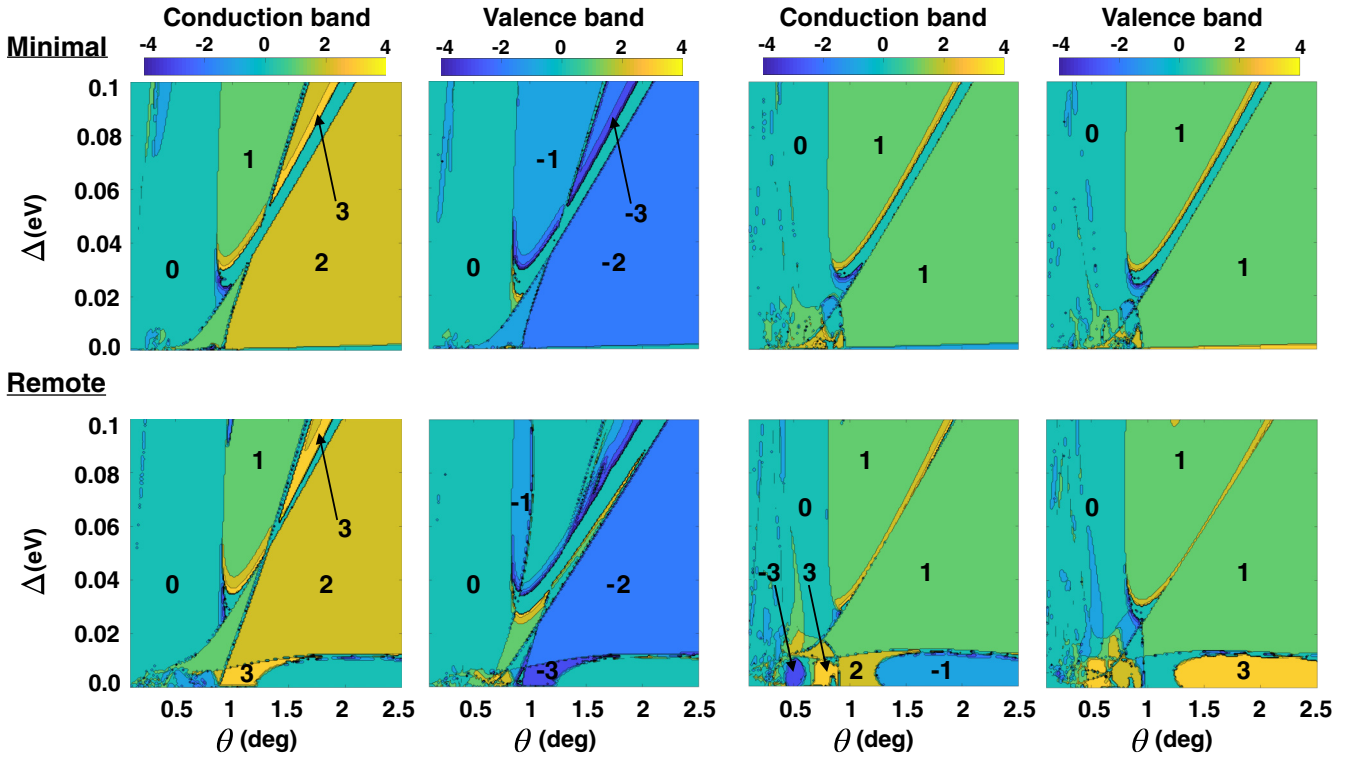 Conduction band Valence band Conduction band Valence band
Minimal
-4 -2 0 2 4 -4 -2 0 2 4 -4 -2 0 2 4 -4 -2 0 2 4
0.1
0.08
0.06
0.04
0.02
0.0
Δ(eV)
0 1 3 2
0 -1 -3 -2
0 1 1
0 1 1
Remote
0.1
0.08
0.06
0.04
0.02
0.0
Δ(eV)
0 1 3 2 3
0 -1 -2 -3
0 1 -3 3 1 2 -1
0 1 1 3
0.5 1 1.5 2 2.5 0.5 1 1.5 2 2.5 0.5 1 1.5 2 2.5 0.5 1 1.5 2 2.5
θ (deg) θ (deg) θ (deg) θ (deg)